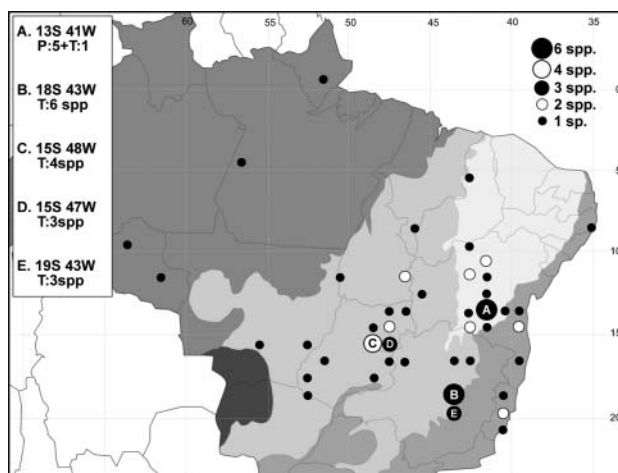 A. 13S 41W
P:5+T:1
B. 18S 43W
T:6 spp
C. 15S 48W
T:4spp
D. 15S 47W
T:3spp
E. 19S 43W
T:3spp
60 55 50 45 40 35
6 spp.
4 spp.
3 spp.
2 spp.
1 sp.
0
5
10
15
20
A
C D
B
E